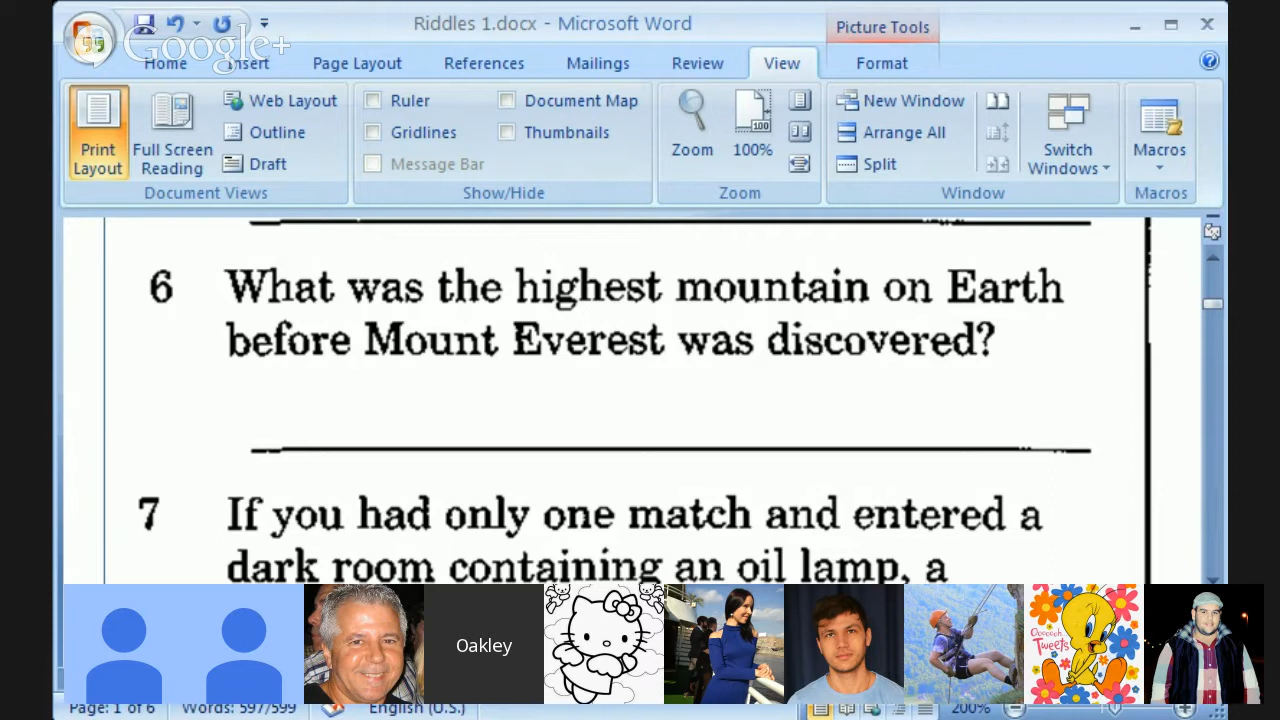 Riddles 1.docx - Microsoft Word
Picture Tools
Google+
Home Insert Page Layout References Mailings Review View Format
Print Layout
Full Screen Reading
Web Layout
Outline
Draft
Document Views
Ruler
Gridlines
Message Bar
Document Map
Thumbnails
Show/Hide
Zoom
100
100%
Zoom
New Window
Arrange All
Split
Switch Windows
Window
Macros
Macros
6 What was the highest mountain on Earth
before Mount Everest was discovered?
7 If you had only one match and entered a
dark room containing an oil lamp, a
Oakley
Ooooooh.
Tweets
Page: 1 of 6 Words: 597/599 English (U.S.) 200%